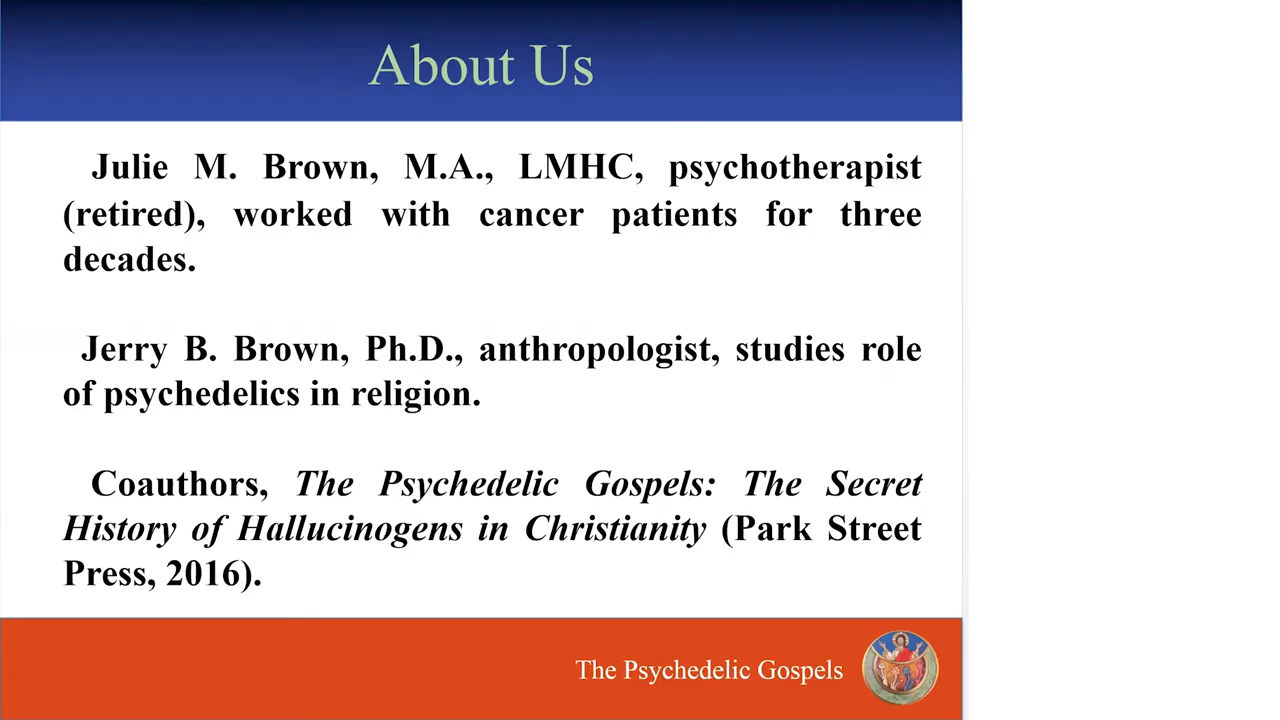 About Us
Julie M. Brown, M.A., LMHC, psychotherapist
(retired), worked with cancer patients for three
decades.
Jerry B. Brown, Ph.D., anthropologist, studies role
of psychedelics in religion.
Coauthors, The Psychedelic Gospels: The Secret
History of Hallucinogens in Christianity (Park Street
Press, 2016).
The Psychedelic Gospels